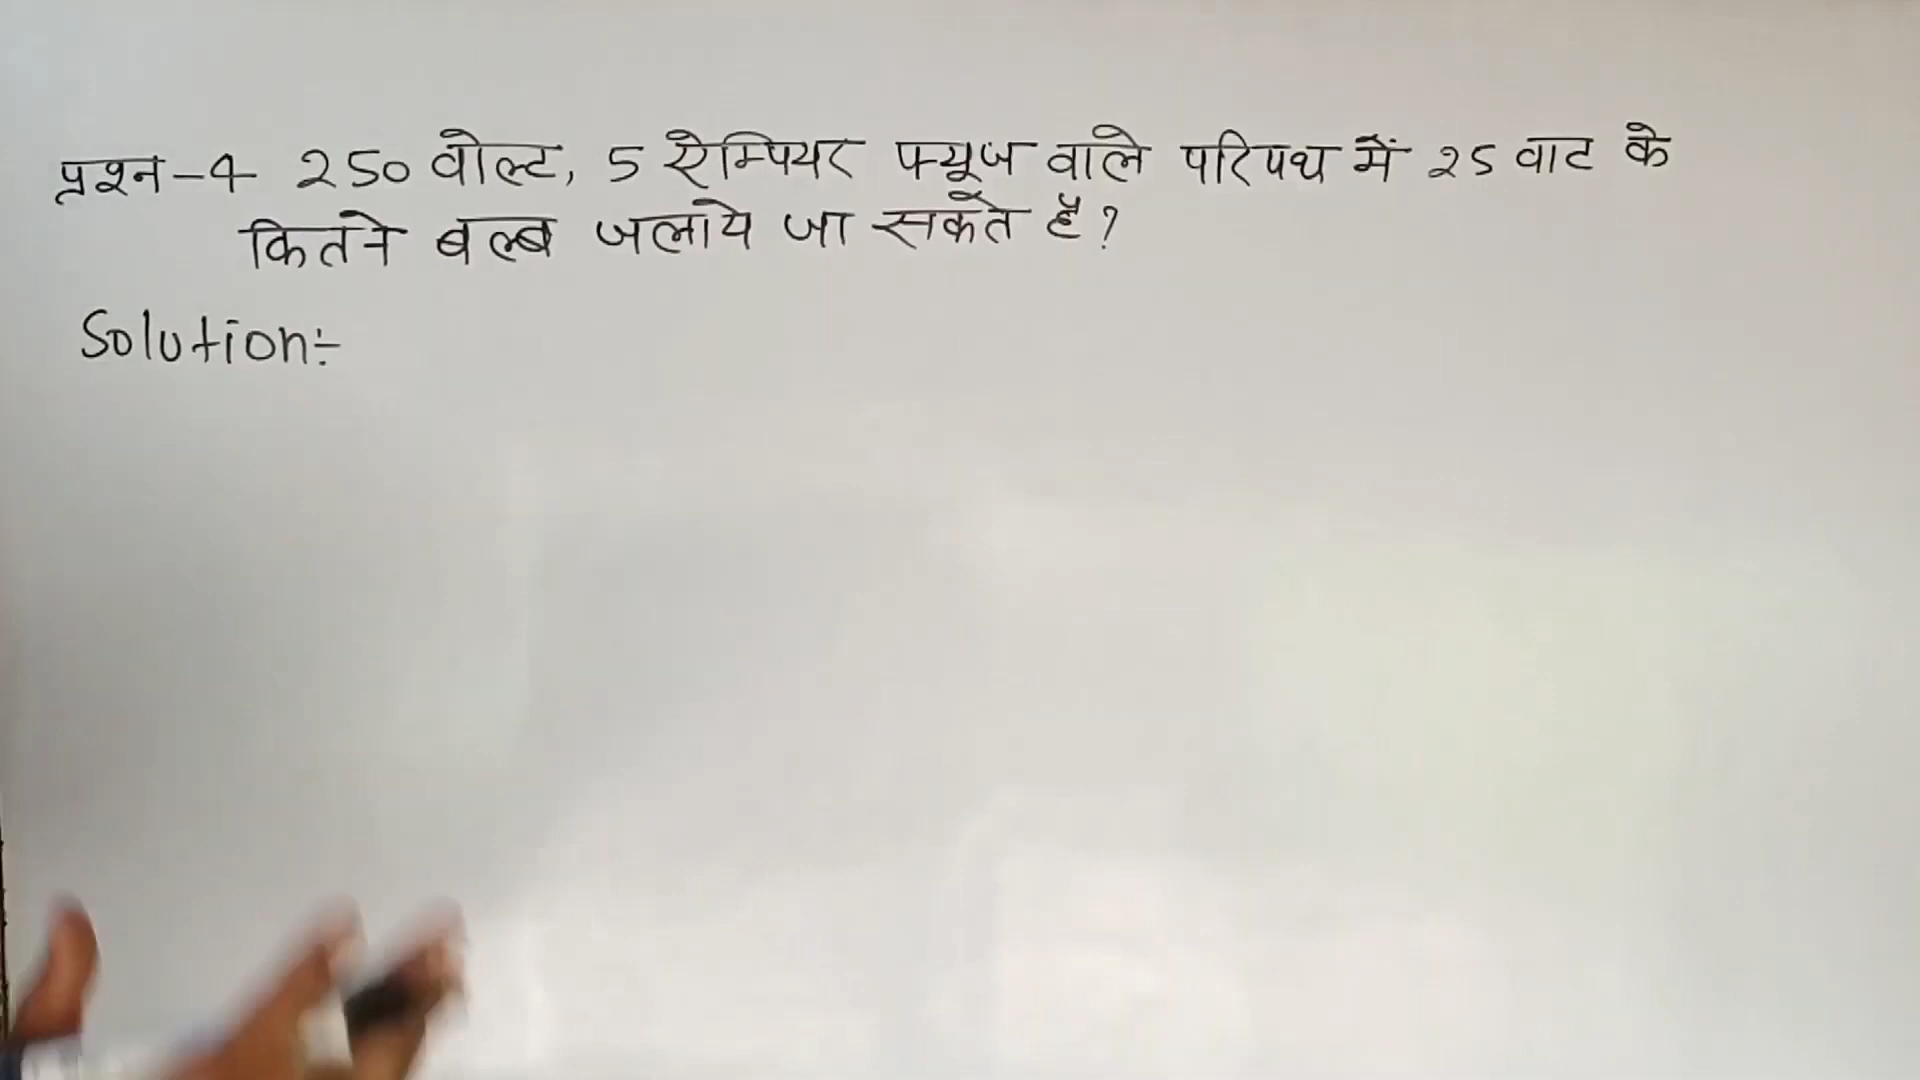 प्रश्न-4 250 वोल्ट, 5 ऐम्पियर फ्यूज वाले परिपथ में 25 वाट के
कितने बल्ब जलाये जा सकते हैं?
Solution:-